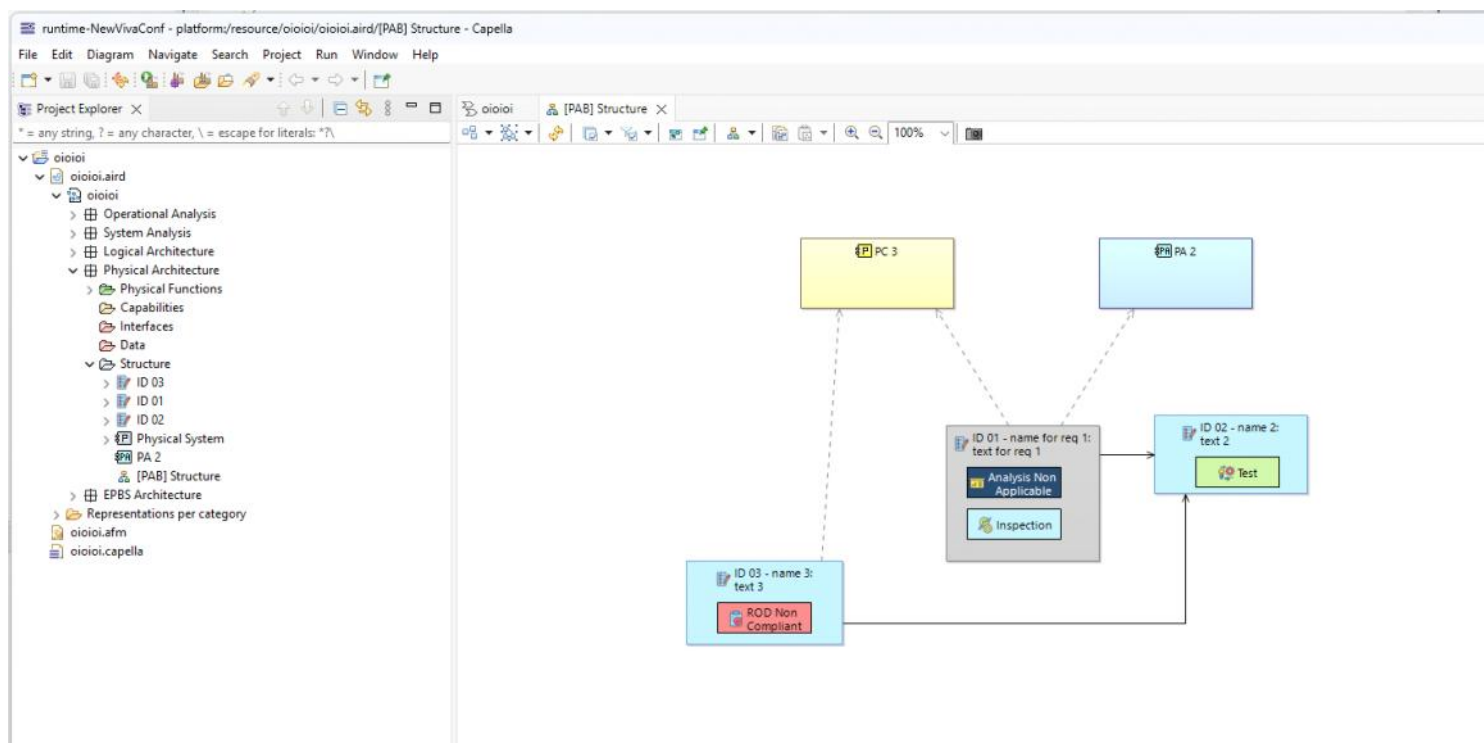 runtime-NewVivaConf - platform:/resource/oioioi/oioioi.aird/[PAB] Structure - Capella
File Edit Diagram Navigate Search Project Run Window Help
Project Explorer
oioioi
[PAB] Structure
* = any string, ? = any character, \ = escape for literals: *?\
100%
oioioi
oioioi.aird
oioioi
Operational Analysis
System Analysis
Logical Architecture
Physical Architecture
Physical Functions
Capabilities
Interfaces
Data
Structure
ID 03
ID 01
ID 02
P Physical System
PA PA 2
[PAB] Structure
EPBS Architecture
Representations per category
oioioi.afm
oioioi.capella
P PC 3
PA PA 2
ID 01 - name for req 1:
text for req 1
Analysis Non
Applicable
Inspection
ID 02 - name 2:
text 2
Test
ID 03 - name 3:
text 3
ROD Non
Compliant